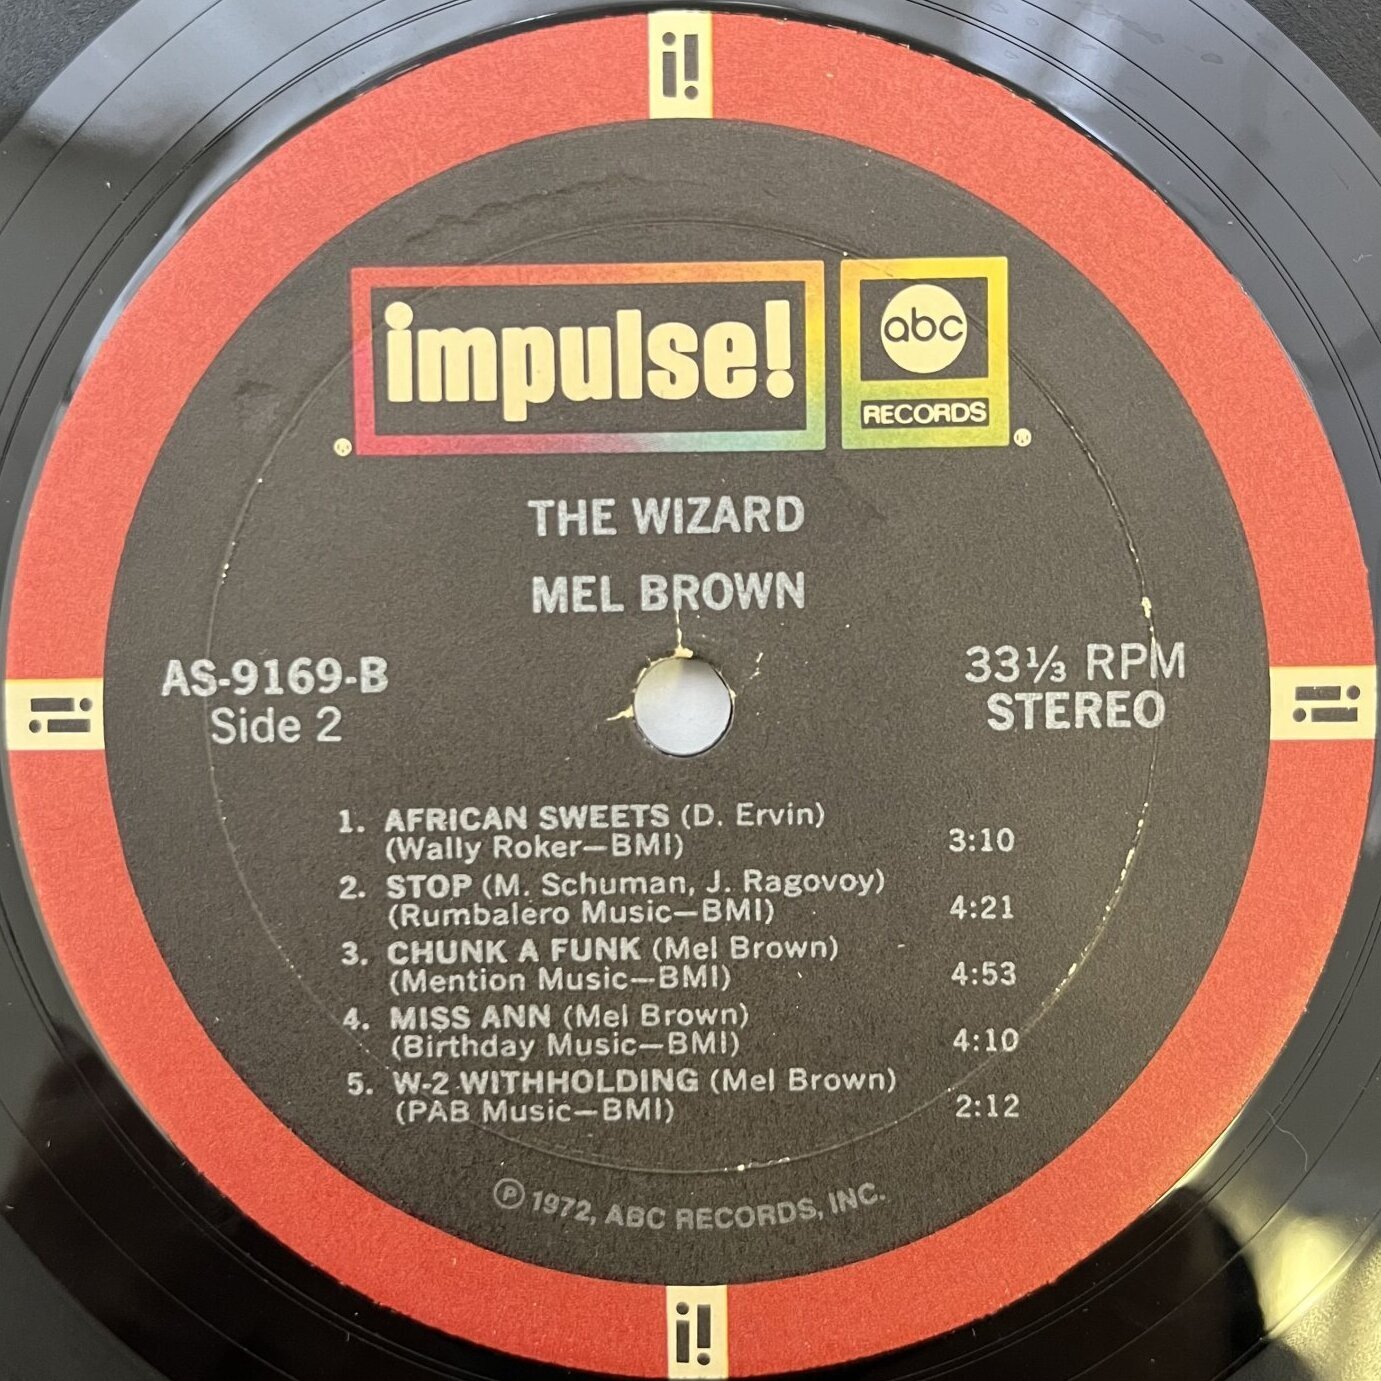 i!
impulse!
abc
RECORDS
®
®
THE WIZARD
MEL BROWN
AS-9169-B
Side 2
33⅓ RPM
STEREO
i!
i!
1. AFRICAN SWEETS (D. Ervin)
(Wally Roker—BMI) 3:10
2. STOP (M. Schuman, J. Ragovoy)
(Rumbalero Music—BMI) 4:21
3. CHUNK A FUNK (Mel Brown)
(Mention Music—BMI) 4:53
4. MISS ANN (Mel Brown)
(Birthday Music—BMI) 4:10
5. W-2 WITHHOLDING (Mel Brown)
(PAB Music—BMI) 2:12
℗ 1972, ABC RECORDS, INC.
i!